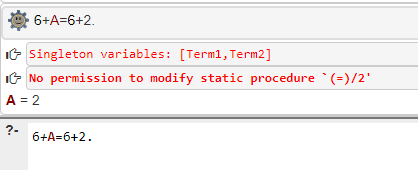 6+A=6+2.
Singleton variables: [Term1,Term2]
No permission to modify static procedure `(=)/2'
A = 2
?- 6+A=6+2.